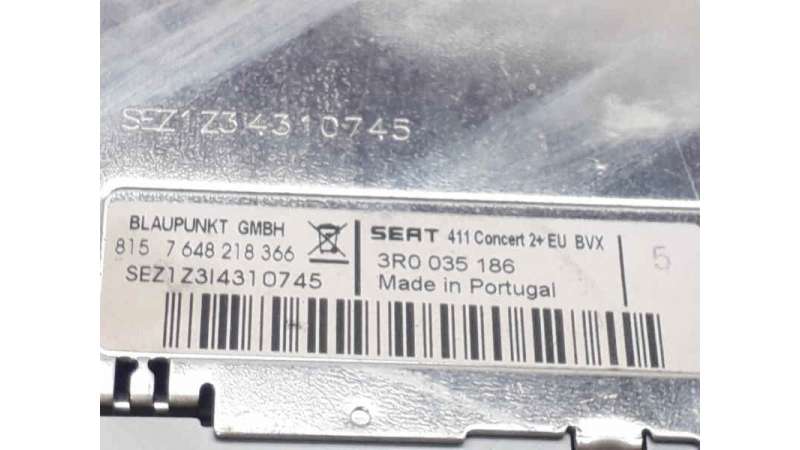 SEZ1Z3I4310745
BLAUPUNKT GMBH
815 7 648 218 366
SEZ1Z3I4310745
SEAT 411 Concert 2+ EU BVX
3R0 035 186
Made in Portugal
5